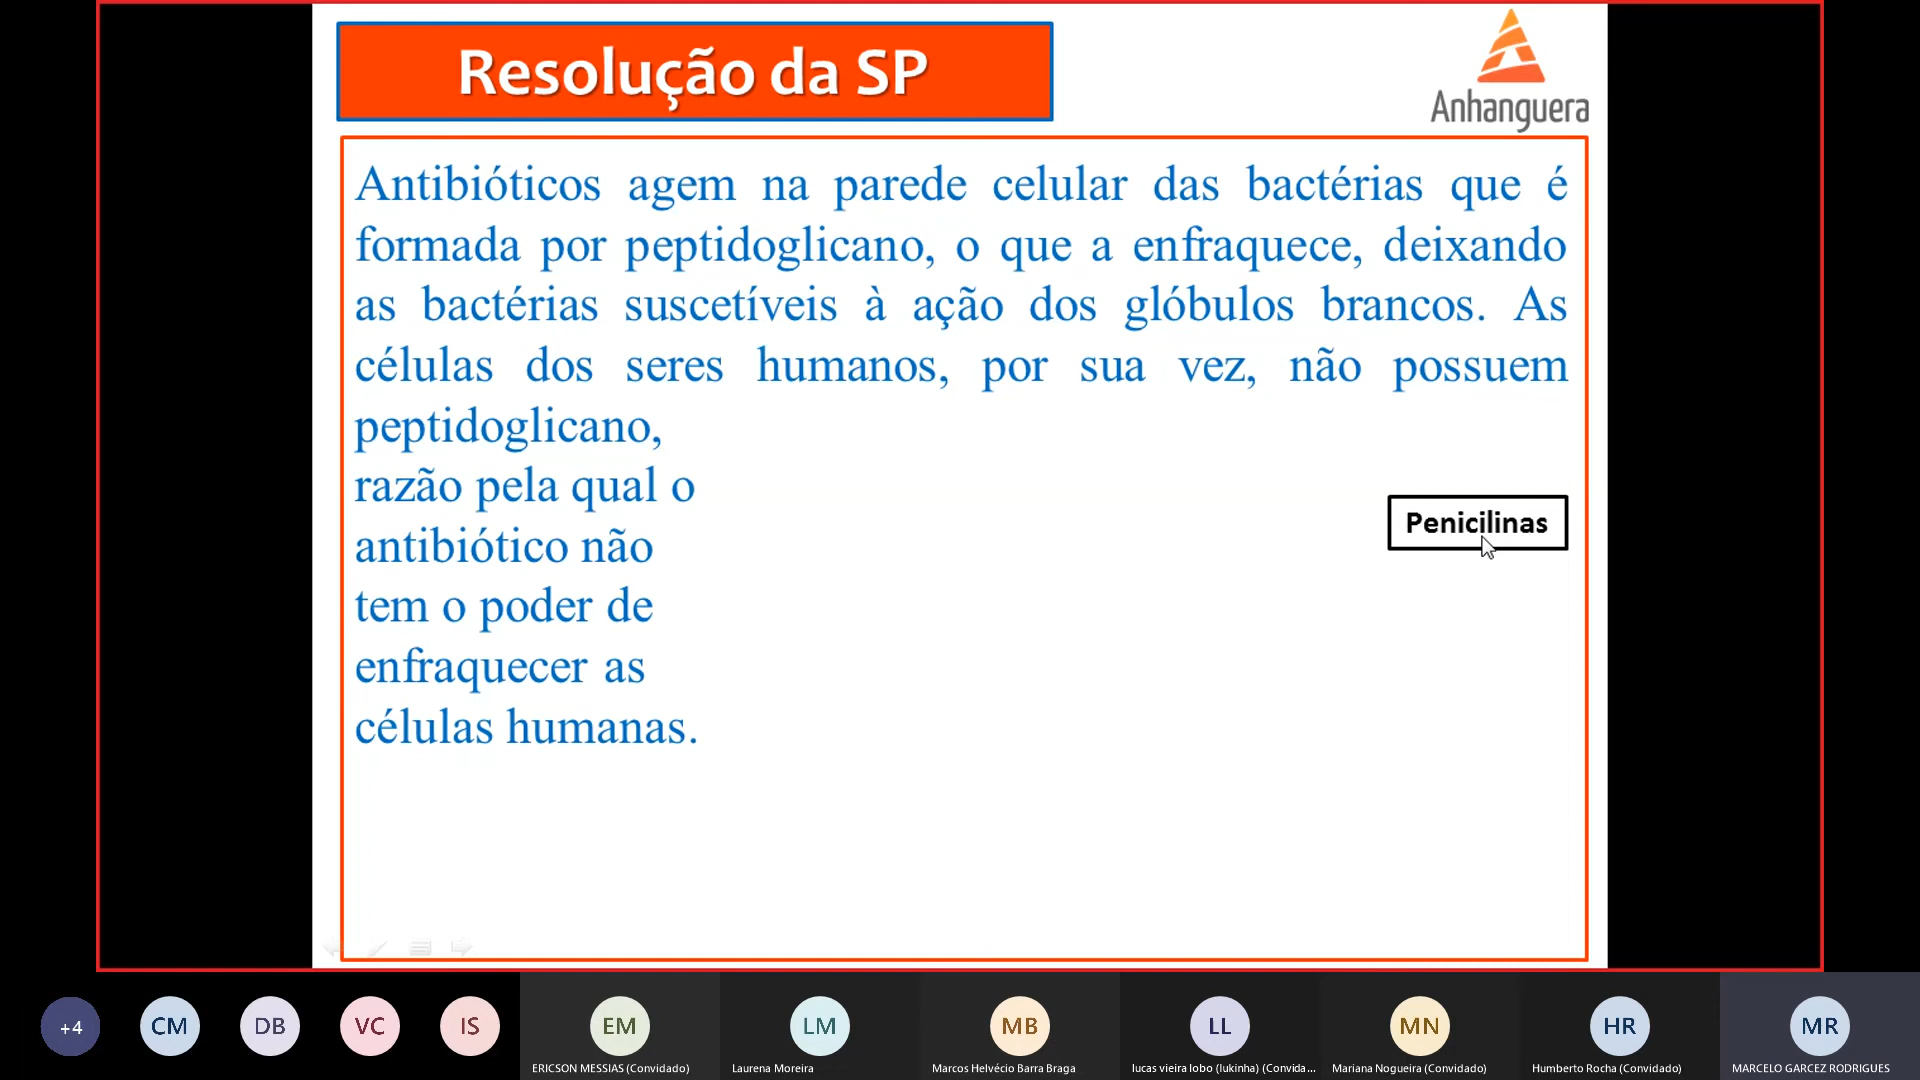 Resolução da SP
Anhanguera
Antibióticos agem na parede celular das bactérias que é
formada por peptidoglicano, o que a enfraquece, deixando
as bactérias suscetíveis à ação dos glóbulos brancos. As
células dos seres humanos, por sua vez, não possuem
peptidoglicano,
razão pela qual o
antibiótico não
tem o poder de
enfraquecer as
células humanas.
Penicilinas
+4
CM
DB
VC
IS
EM
LM
MB
LL
MN
HR
MR
ERICSON MESSIAS (Convidado)
Laurena Moreira
Marcos Helvécio Barra Braga
lucas vieira lobo (lukinha) (Convida...
Mariana Nogueira (Convidado)
Humberto Rocha (Convidado)
MARCELO GARCEZ RODRIGUES